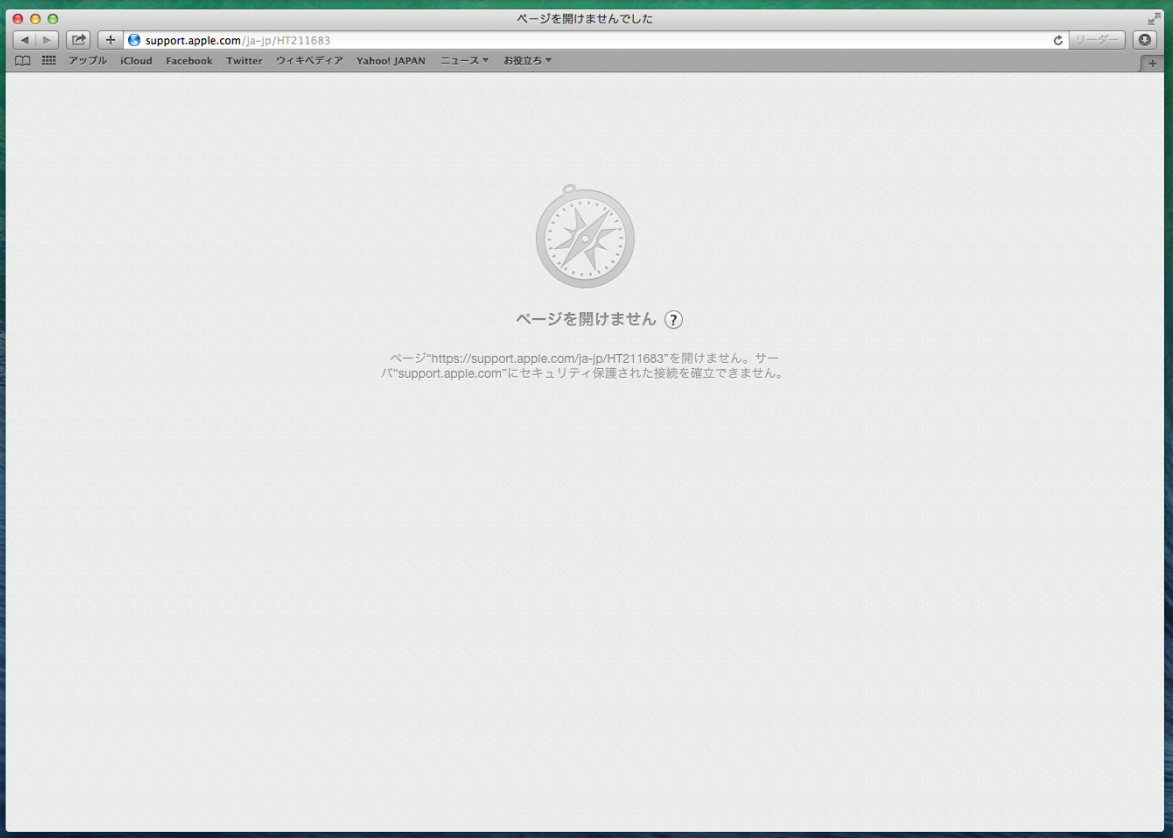 ページを開けませんでした
support.apple.com/ja-jp/HT211683
リーダー
アップル iCloud Facebook Twitter ウィキペディア Yahoo! JAPAN ニュース お役立ち
ページを開けません ?
ページ“https://support.apple.com/ja-jp/HT211683”を開けません。サー
バ“support.apple.com”にセキュリティ保護された接続を確立できません。